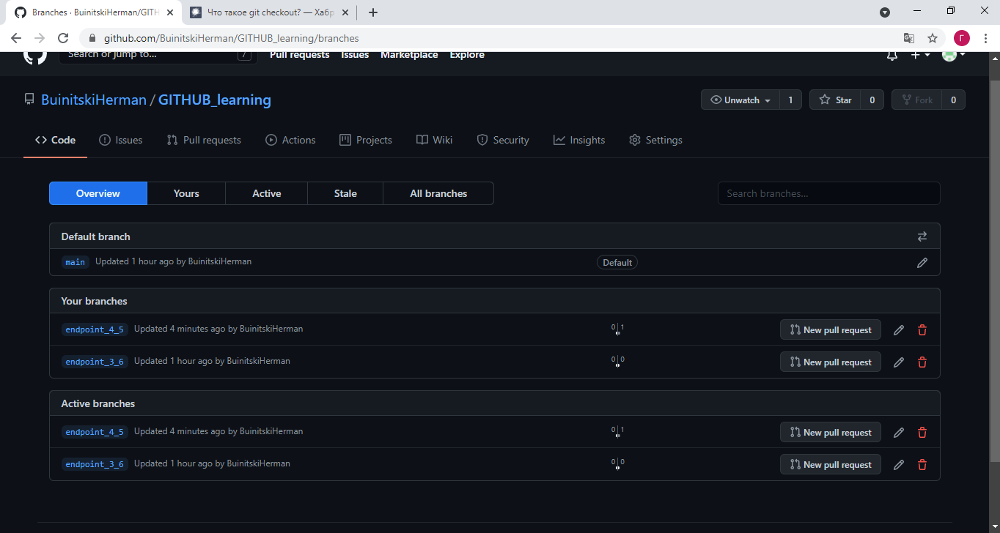 Branches · BuinitskiHerman/GITH
Что такое git checkout? — Хабр
github.com/BuinitskiHerman/GITHUB_learning/branches
Г
Search or jump to...
/
Pull requests Issues Marketplace Explore
BuinitskiHerman / GITHUB_learning
Unwatch 1 Star 0 Fork 0
Code Issues Pull requests Actions Projects Wiki Security Insights Settings
Overview Yours Active Stale All branches Search branches...
Default branch
main Updated 1 hour ago by BuinitskiHerman Default
Your branches
endpoint_4_5 Updated 4 minutes ago by BuinitskiHerman 0 1 New pull request
endpoint_3_6 Updated 1 hour ago by BuinitskiHerman 0 0 New pull request
Active branches
endpoint_4_5 Updated 4 minutes ago by BuinitskiHerman 0 1 New pull request
endpoint_3_6 Updated 1 hour ago by BuinitskiHerman 0 0 New pull request